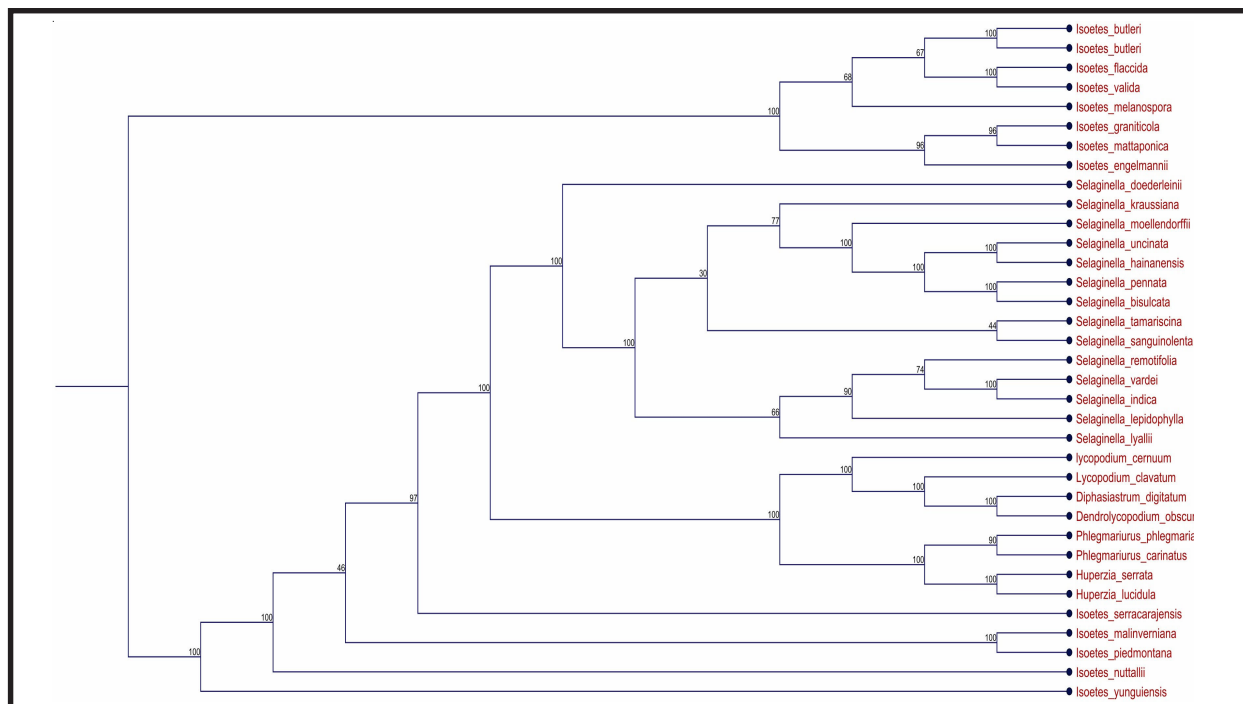 Isoetes_butleri
100
Isoetes_butleri
67
Isoetes_flaccida
100
68
Isoetes_valida
Isoetes_melanospora
100
Isoetes_graniticola
96
Isoetes_mattaponica
96
Isoetes_engelmannii
Selaginella_doederleinii
Selaginella_kraussiana
77
Selaginella_moellendorffii
100
100
Selaginella_uncinata
100
Selaginella_hainanensis
100
30
Selaginella_pennata
100
Selaginella_bisulcata
Selaginella_tamariscina
44
Selaginella_sanguinolenta
100
Selaginella_remotifolia
74
Selaginella_vardei
100
100
90
Selaginella_indica
66
Selaginella_lepidophylla
Selaginella_lyallii
lycopodium_cernuum
100
Lycopodium_clavatum
100
Diphasiastrum_digitatum
97
100
100
Dendrolycopodium_obscur
Phlegmariurus_phlegmaria
90
Phlegmariurus_carinatus
100
46
Huperzia_serrata
100
Huperzia_lucidula
Isoetes_serracarajensis
100
Isoetes_malinverniana
100
100
Isoetes_piedmontana
Isoetes_nuttallii
Isoetes_yunguiensis